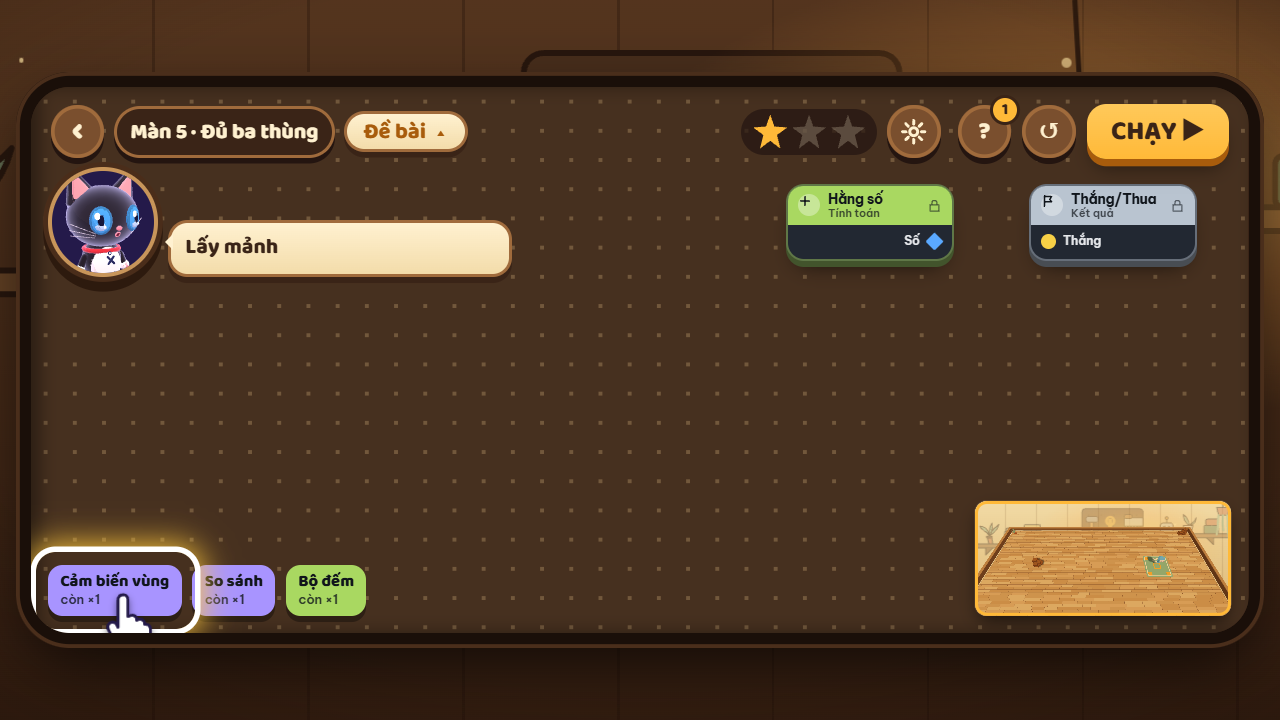 Màn 5 · Đủ ba thùng
Đề bài
?
1
CHẠY
Lấy mảnh
Hằng số
Tính toán
Số
Thắng/Thua
Kết quả
Thắng
Cảm biến vùng
còn ×1
So sánh
còn ×1
Bộ đếm
còn ×1